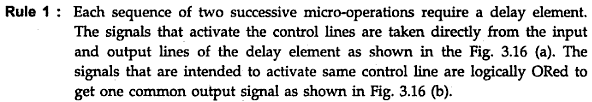 Rule 1 : Each sequence of two successive micro-operations require a delay element.
The signals that activate the control lines are taken directly from the input
and output lines of the delay element as shown in the Fig. 3.16 (a). The
signals that are intended to activate same control line are logically ORed to
get one common output signal as shown in Fig. 3.16 (b).